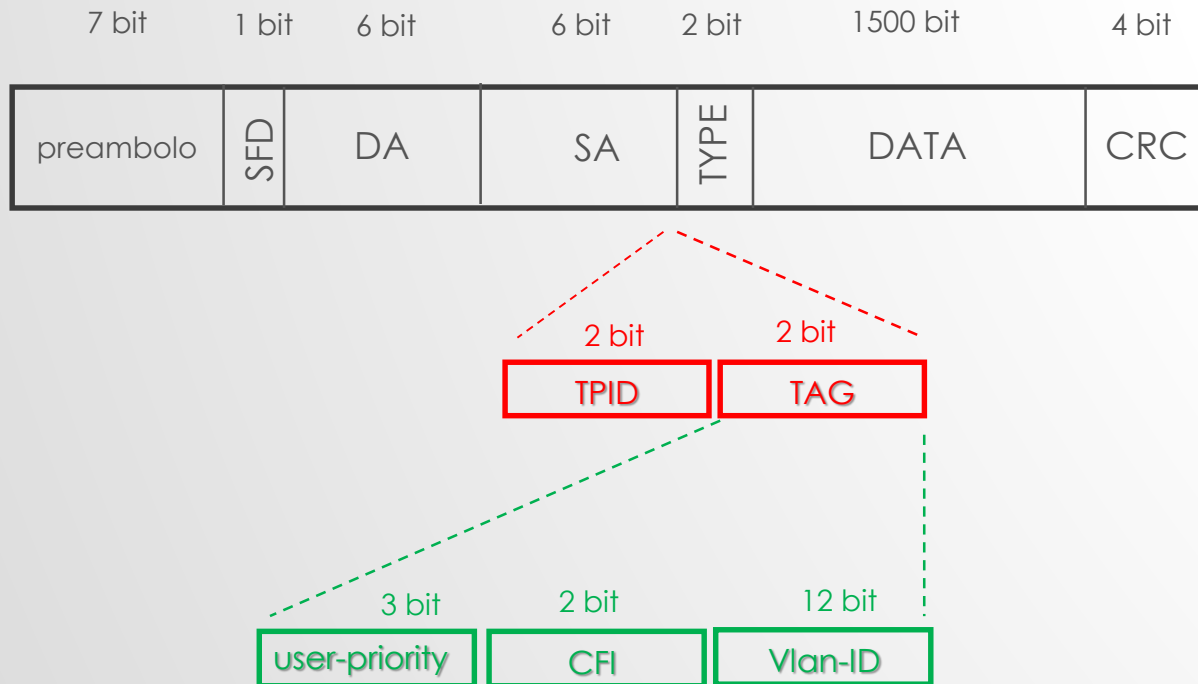 7 bit 1 bit 6 bit 6 bit 2 bit 1500 bit 4 bit
preambolo SFD DA SA TYPE DATA CRC
2 bit 2 bit
TPID TAG
3 bit 2 bit 12 bit
user-priority CFI Vlan-ID